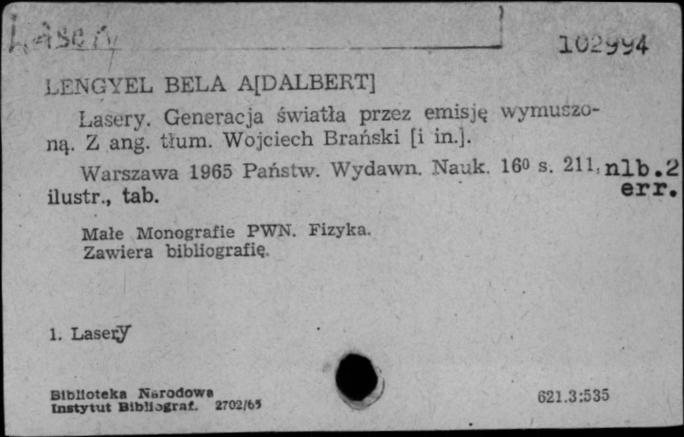 Lasery
102994
LENGYEL BELA A[DALBERT]
Lasery. Generacja światła przez emisję wymuszo-
ną. Z ang. tłum. Wojciech Brański [i in.].
Warszawa 1965 Państw. Wydawn. Nauk. 16⁰ s. 211, nlb.2
ilustr., tab. err.
Małe Monografie PWN. Fizyka.
Zawiera bibliografię.
1. Lasery
Biblioteka Narodowa
Instytut Bibliograf. 2702/65
621.3:535